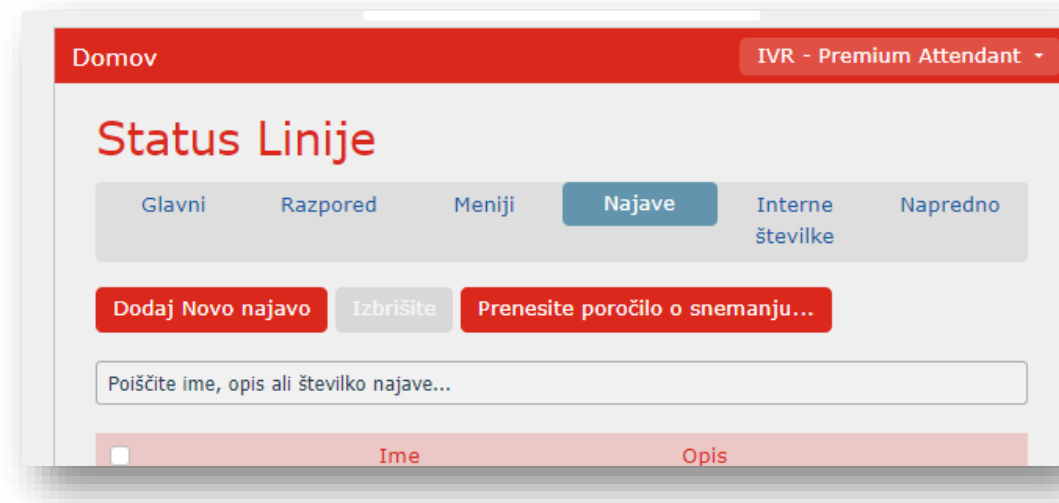 Domov
IVR - Premium Attendant
Status Linije
Glavni Razpored Meniji Najave Interne številke Napredno
Dodaj Novo najavo Izbrišite Prenesite poročilo o snemanju...
Poiščite ime, opis ali številko najave...
Ime Opis